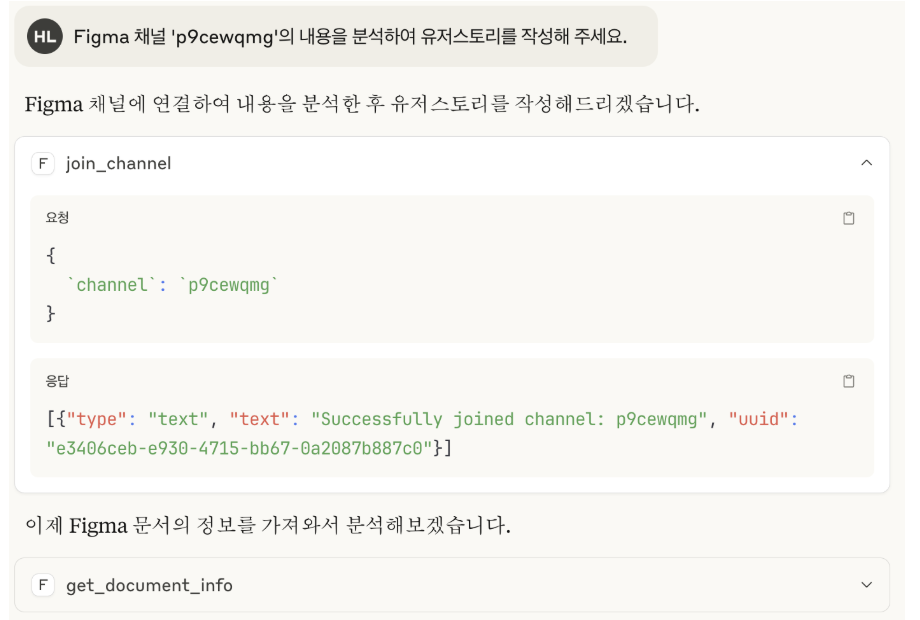 HL Figma 채널 'p9cewqmg'의 내용을 분석하여 유저스토리를 작성해 주세요.
Figma 채널에 연결하여 내용을 분석한 후 유저스토리를 작성해드리겠습니다.
F join_channel
요청
{
`channel`: `p9cewqmg`
}
응답
[{"type": "text", "text": "Successfully joined channel: p9cewqmg", "uuid":
"e3406ceb-e930-4715-bb67-0a2087b887c0"}]
이제 Figma 문서의 정보를 가져와서 분석해보겠습니다.
F get_document_info